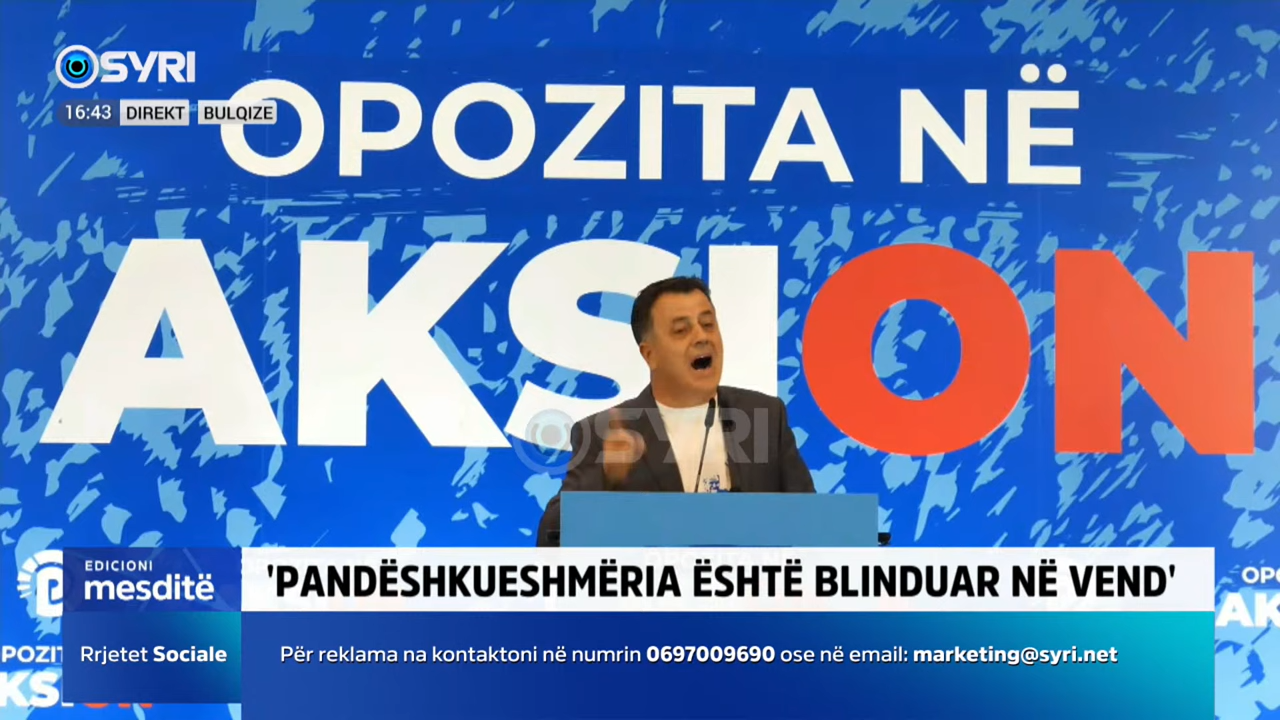 SYRI
16:43 DIREKT BULQIZE
OPOZITA NË
AKSION
SYRI
EDICIONI
mesditë
'PANDËSHKUESHMËRIA ËSHTË BLINDUAR NË VEND'
Rrjetet Sociale
Për reklama na kontaktoni në numrin 0697009690 ose në email: marketing@syri.net